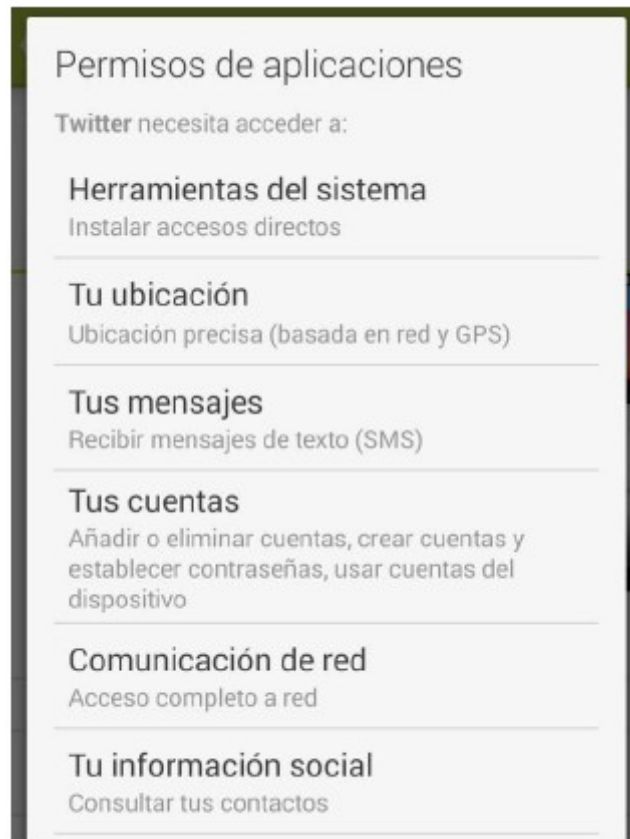 Permisos de aplicaciones
Twitter necesita acceder a:
Herramientas del sistema
Instalar accesos directos
Tu ubicación
Ubicación precisa (basada en red y GPS)
Tus mensajes
Recibir mensajes de texto (SMS)
Tus cuentas
Añadir o eliminar cuentas, crear cuentas y
establecer contraseñas, usar cuentas del
dispositivo
Comunicación de red
Acceso completo a red
Tu información social
Consultar tus contactos